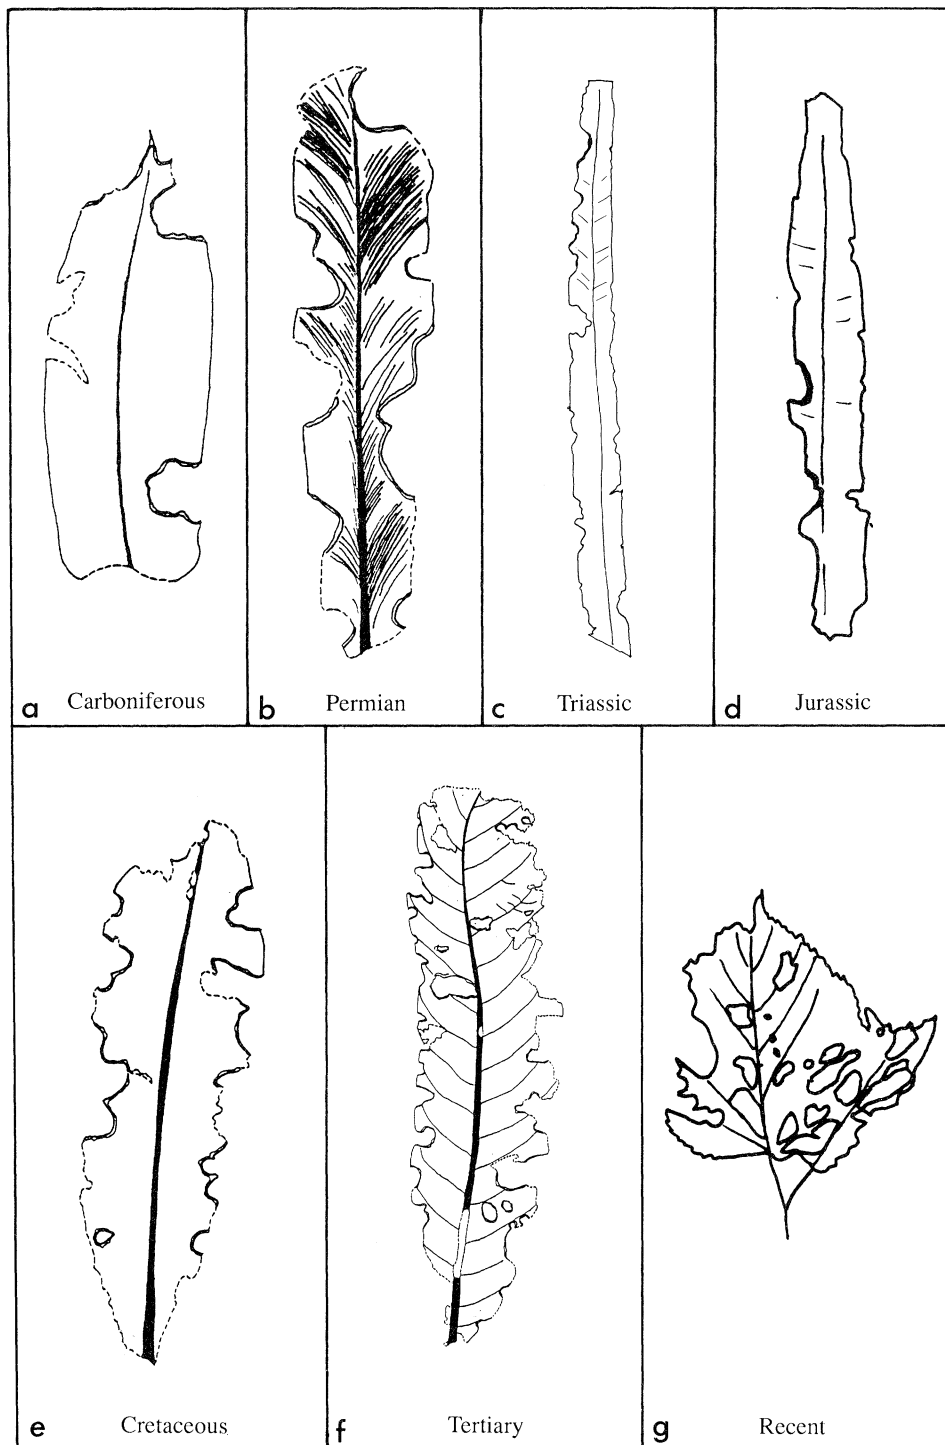 a Carboniferous
b Permian
c Triassic
d Jurassic
e Cretaceous
f Tertiary
g Recent